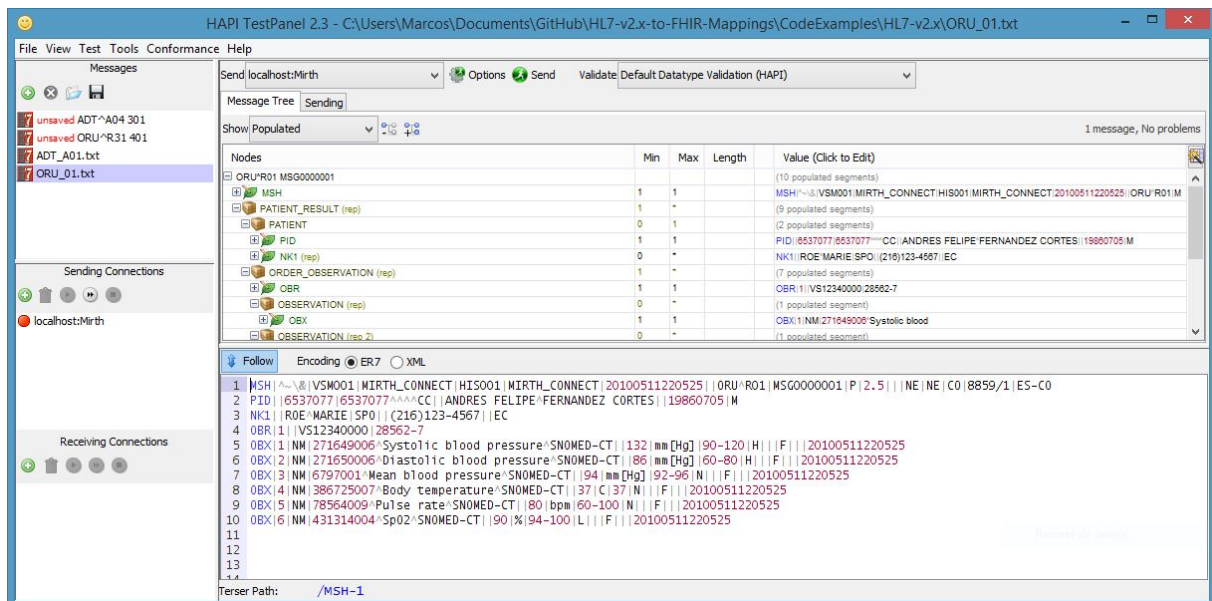 HAPI TestPanel 2.3 - C:\Users\Marcos\Documents\GitHub\HL7-v2.x-to-FHIR-Mappings\CodeExamples\HL7-v2.x\ORU_01.txt
File View Test Tools Conformance Help
Messages
unsaved ADT^A04 301
unsaved ORU^R31 401
ADT_A01.txt
ORU_01.txt
Sending Connections
localhost:Mirth
Receiving Connections
Send localhost:Mirth Options Send Validate Default Datatype Validation (HAPI)
Message Tree Sending
Show Populated 1 message, No problems
Nodes Min Max Length Value (Click to Edit)
ORU^R01 MSG0000001 (10 populated segments)
MSH 1 1 MSH|^~\&|VSM001|MIRTH_CONNECT|HIS001|MIRTH_CONNECT|20100511220525||ORU^R01|M
PATIENT_RESULT (rep) 1 * (9 populated segments)
PATIENT 0 1 (2 populated segments)
PID 1 1 PID||6537077|6537077^^^^CC||ANDRES FELIPE^FERNANDEZ CORTES||19860705|M
NK1 (rep) 0 * NK1||ROE^MARIE|SPO||(216)123-4567||EC
ORDER_OBSERVATION (rep) 1 * (7 populated segments)
OBR 1 1 OBR|1||VS12340000|28562-7
OBSERVATION (rep) 0 * (1 populated segment)
OBX 1 1 OBX|1|NM|271649006^Systolic blood
OBSERVATION (rep 2) 0 * (1 populated segment)
Follow Encoding ER7 XML
1 MSH|^~\&|VSM001|MIRTH_CONNECT|HIS001|MIRTH_CONNECT|20100511220525||ORU^R01|MSG0000001|P|2.5|||NE|NE|CO|8859/1|ES-CO
2 PID||6537077|6537077^^^^CC||ANDRES FELIPE^FERNANDEZ CORTES||19860705|M
3 NK1||ROE^MARIE|SPO||(216)123-4567||EC
4 OBR|1||VS12340000|28562-7
5 OBX|1|NM|271649006^Systolic blood pressure^SNOMED-CT||132|mm[Hg]|90-120|H|||F|||20100511220525
6 OBX|2|NM|271650006^Diastolic blood pressure^SNOMED-CT||86|mm[Hg]|60-80|H|||F|||20100511220525
7 OBX|3|NM|6797001^Mean blood pressure^SNOMED-CT||94|mm[Hg]|92-96|N|||F|||20100511220525
8 OBX|4|NM|386725007^Body temperature^SNOMED-CT||37|C|37|N|||F|||20100511220525
9 OBX|5|NM|78564009^Pulse rate^SNOMED-CT||80|bpm|60-100|N|||F|||20100511220525
10 OBX|6|NM|431314004^SpO2^SNOMED-CT||90|%|94-100|L|||F|||20100511220525
11
12
13
14
Terser Path: /MSH-1